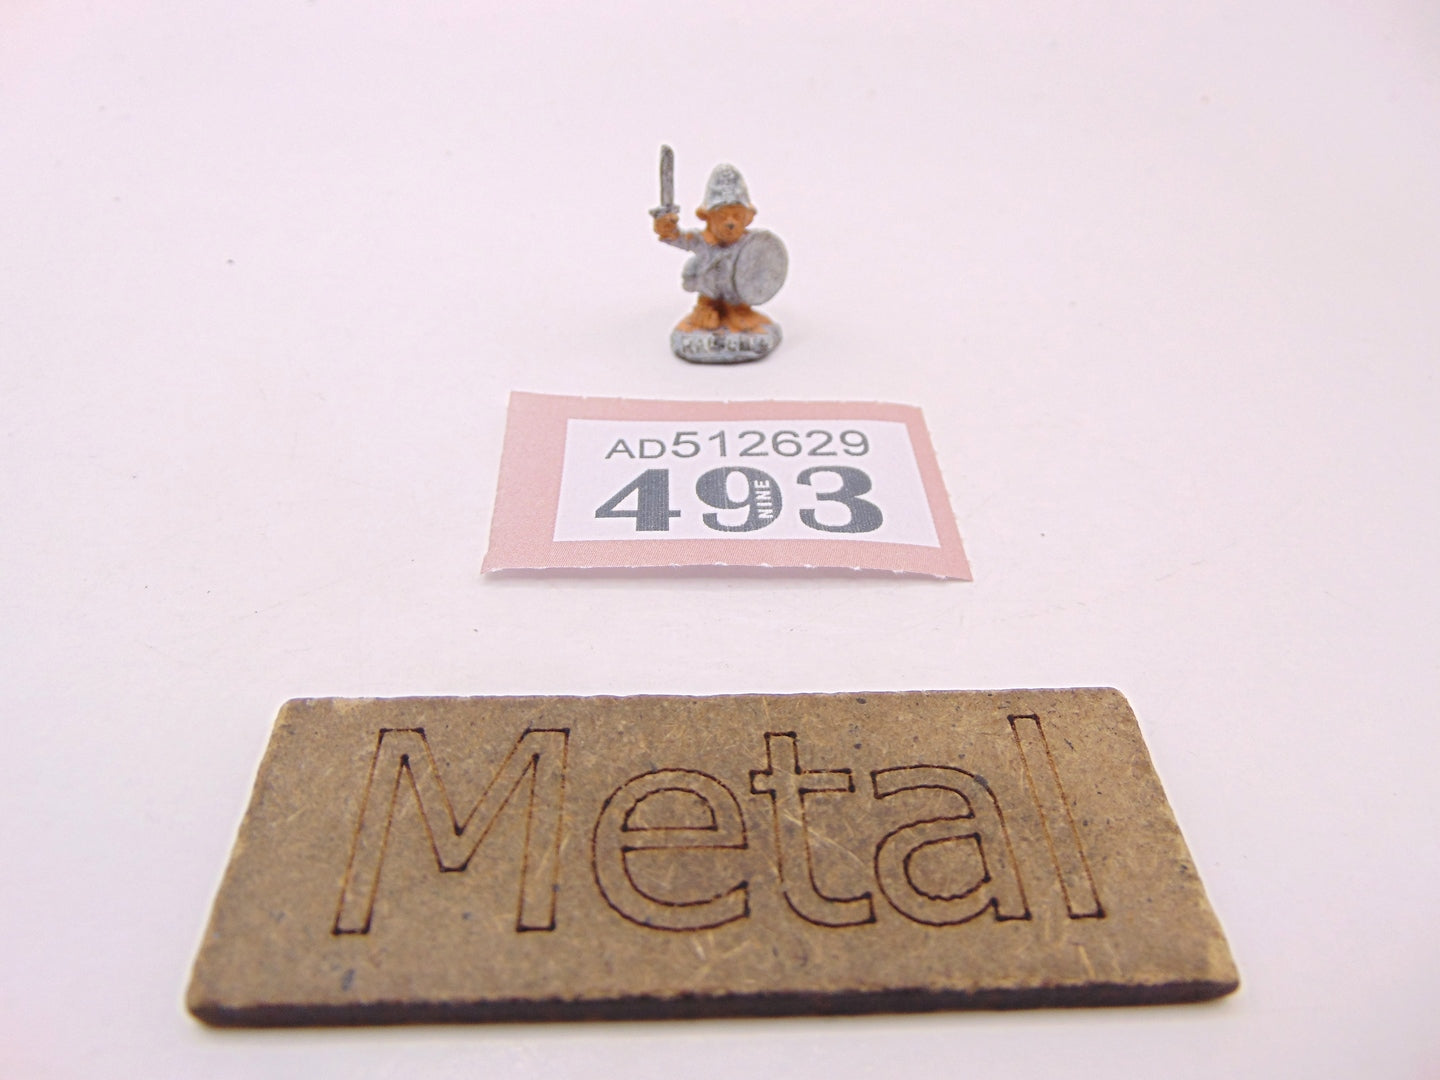 AD512629
493
NINE
Metal